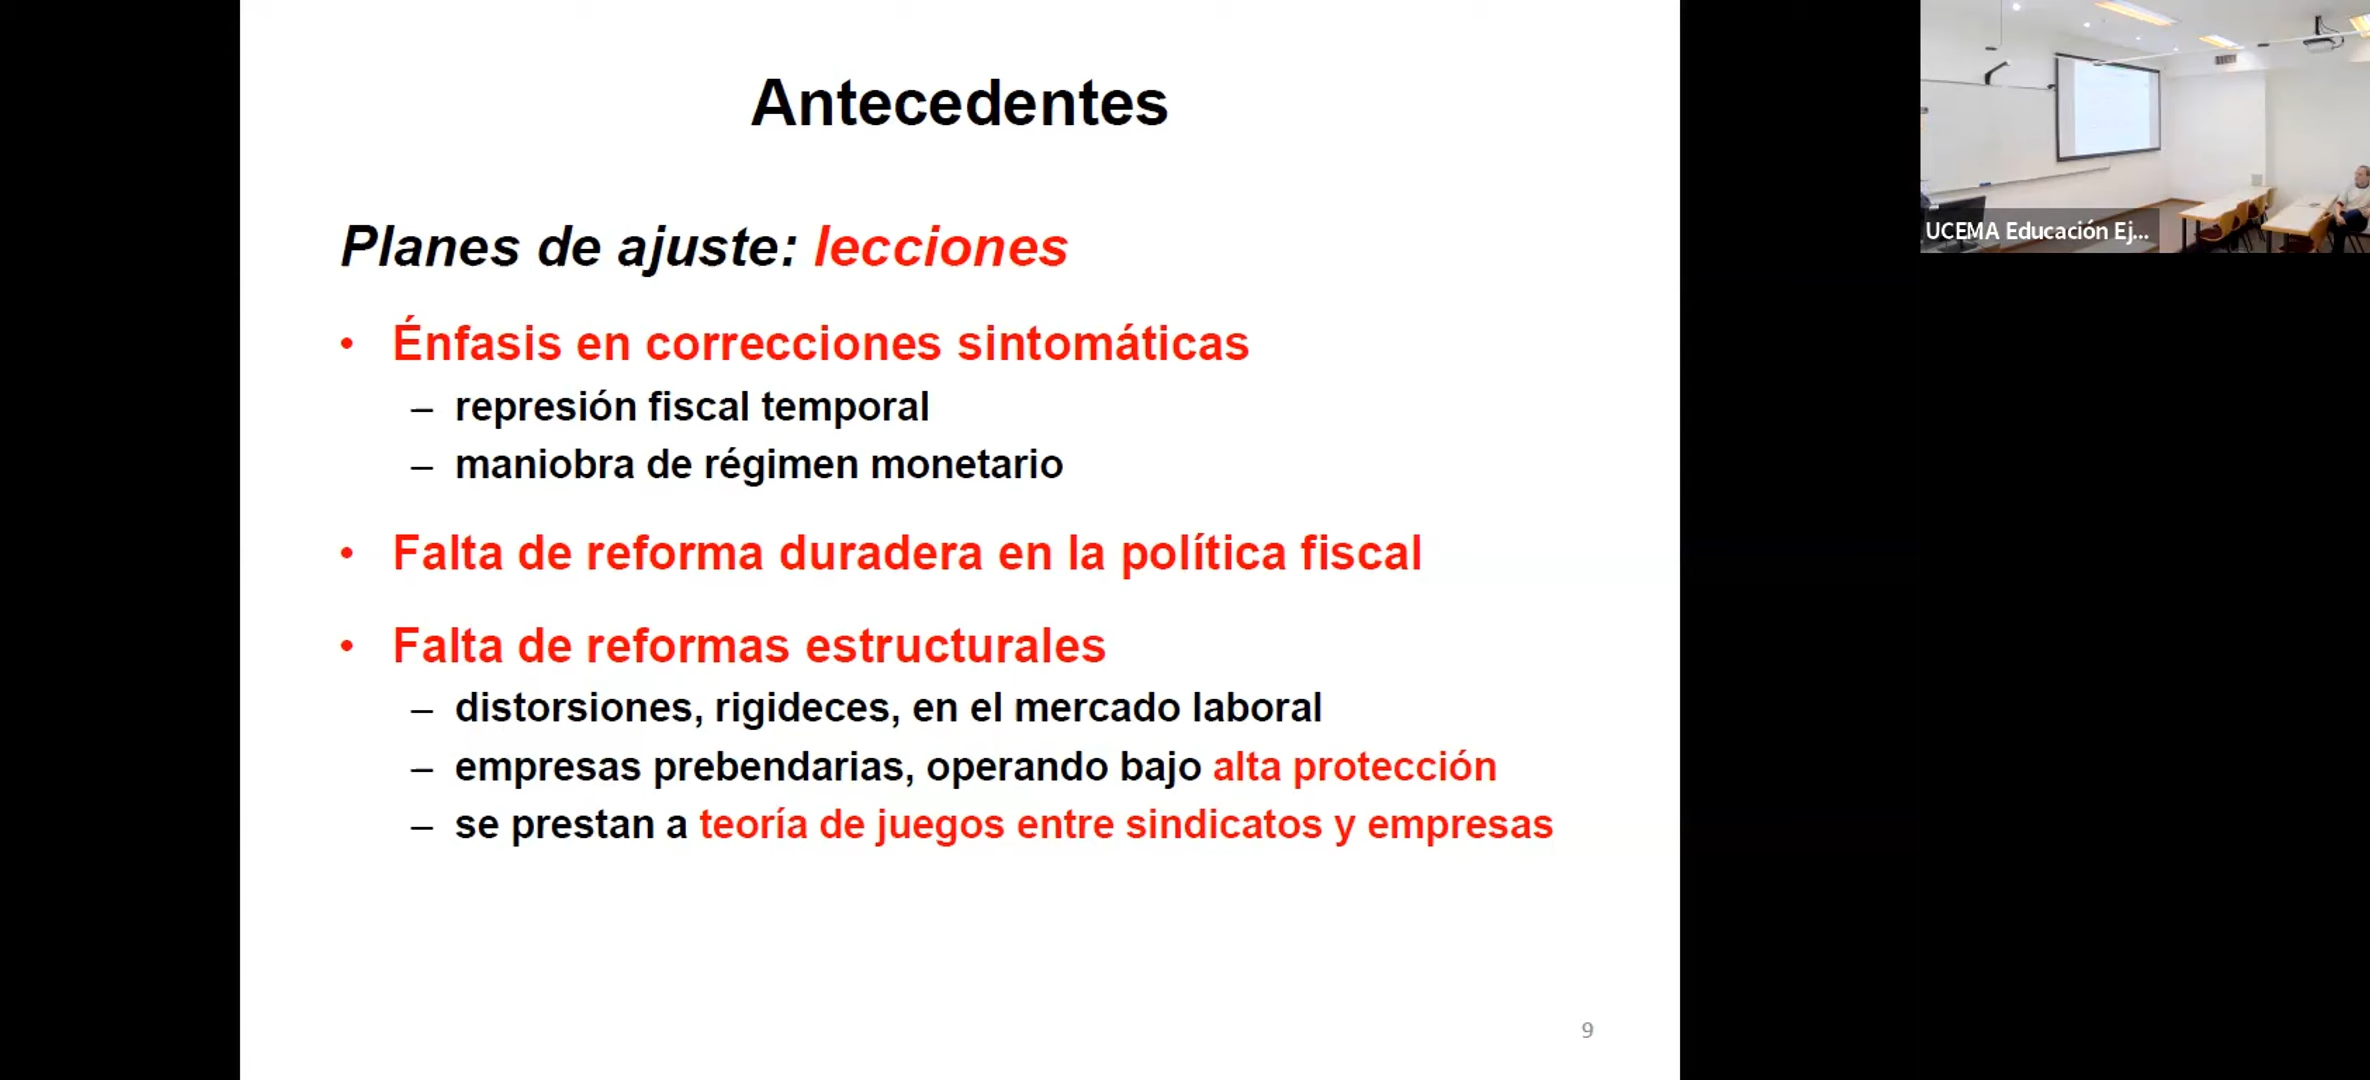 Antecedentes
Planes de ajuste: lecciones
• Énfasis en correcciones sintomáticas
– represión fiscal temporal
– maniobra de régimen monetario
• Falta de reforma duradera en la política fiscal
• Falta de reformas estructurales
– distorsiones, rigideces, en el mercado laboral
– empresas prebendarias, operando bajo alta protección
– se prestan a teoría de juegos entre sindicatos y empresas
9
UCEMA Educación Ej...